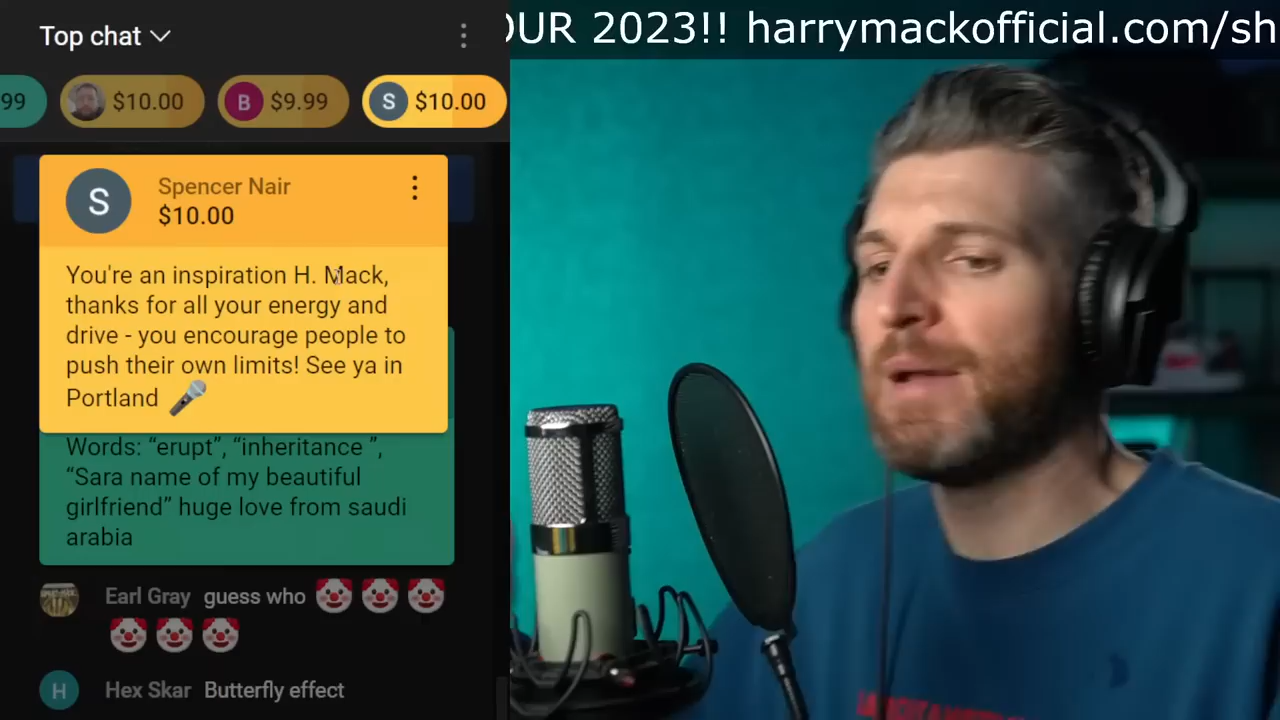 Top chat
OUR 2023!! harrymackofficial.com/sh
99
$10.00
B $9.99
S $10.00
S
Spencer Nair
$10.00
You're an inspiration H. Mack,
thanks for all your energy and
drive - you encourage people to
push their own limits! See ya in
Portland
Words: “erupt”, “inheritance ”,
“Sara name of my beautiful
girlfriend” huge love from saudi
arabia
Earl Gray guess who
H Hex Skar Butterfly effect